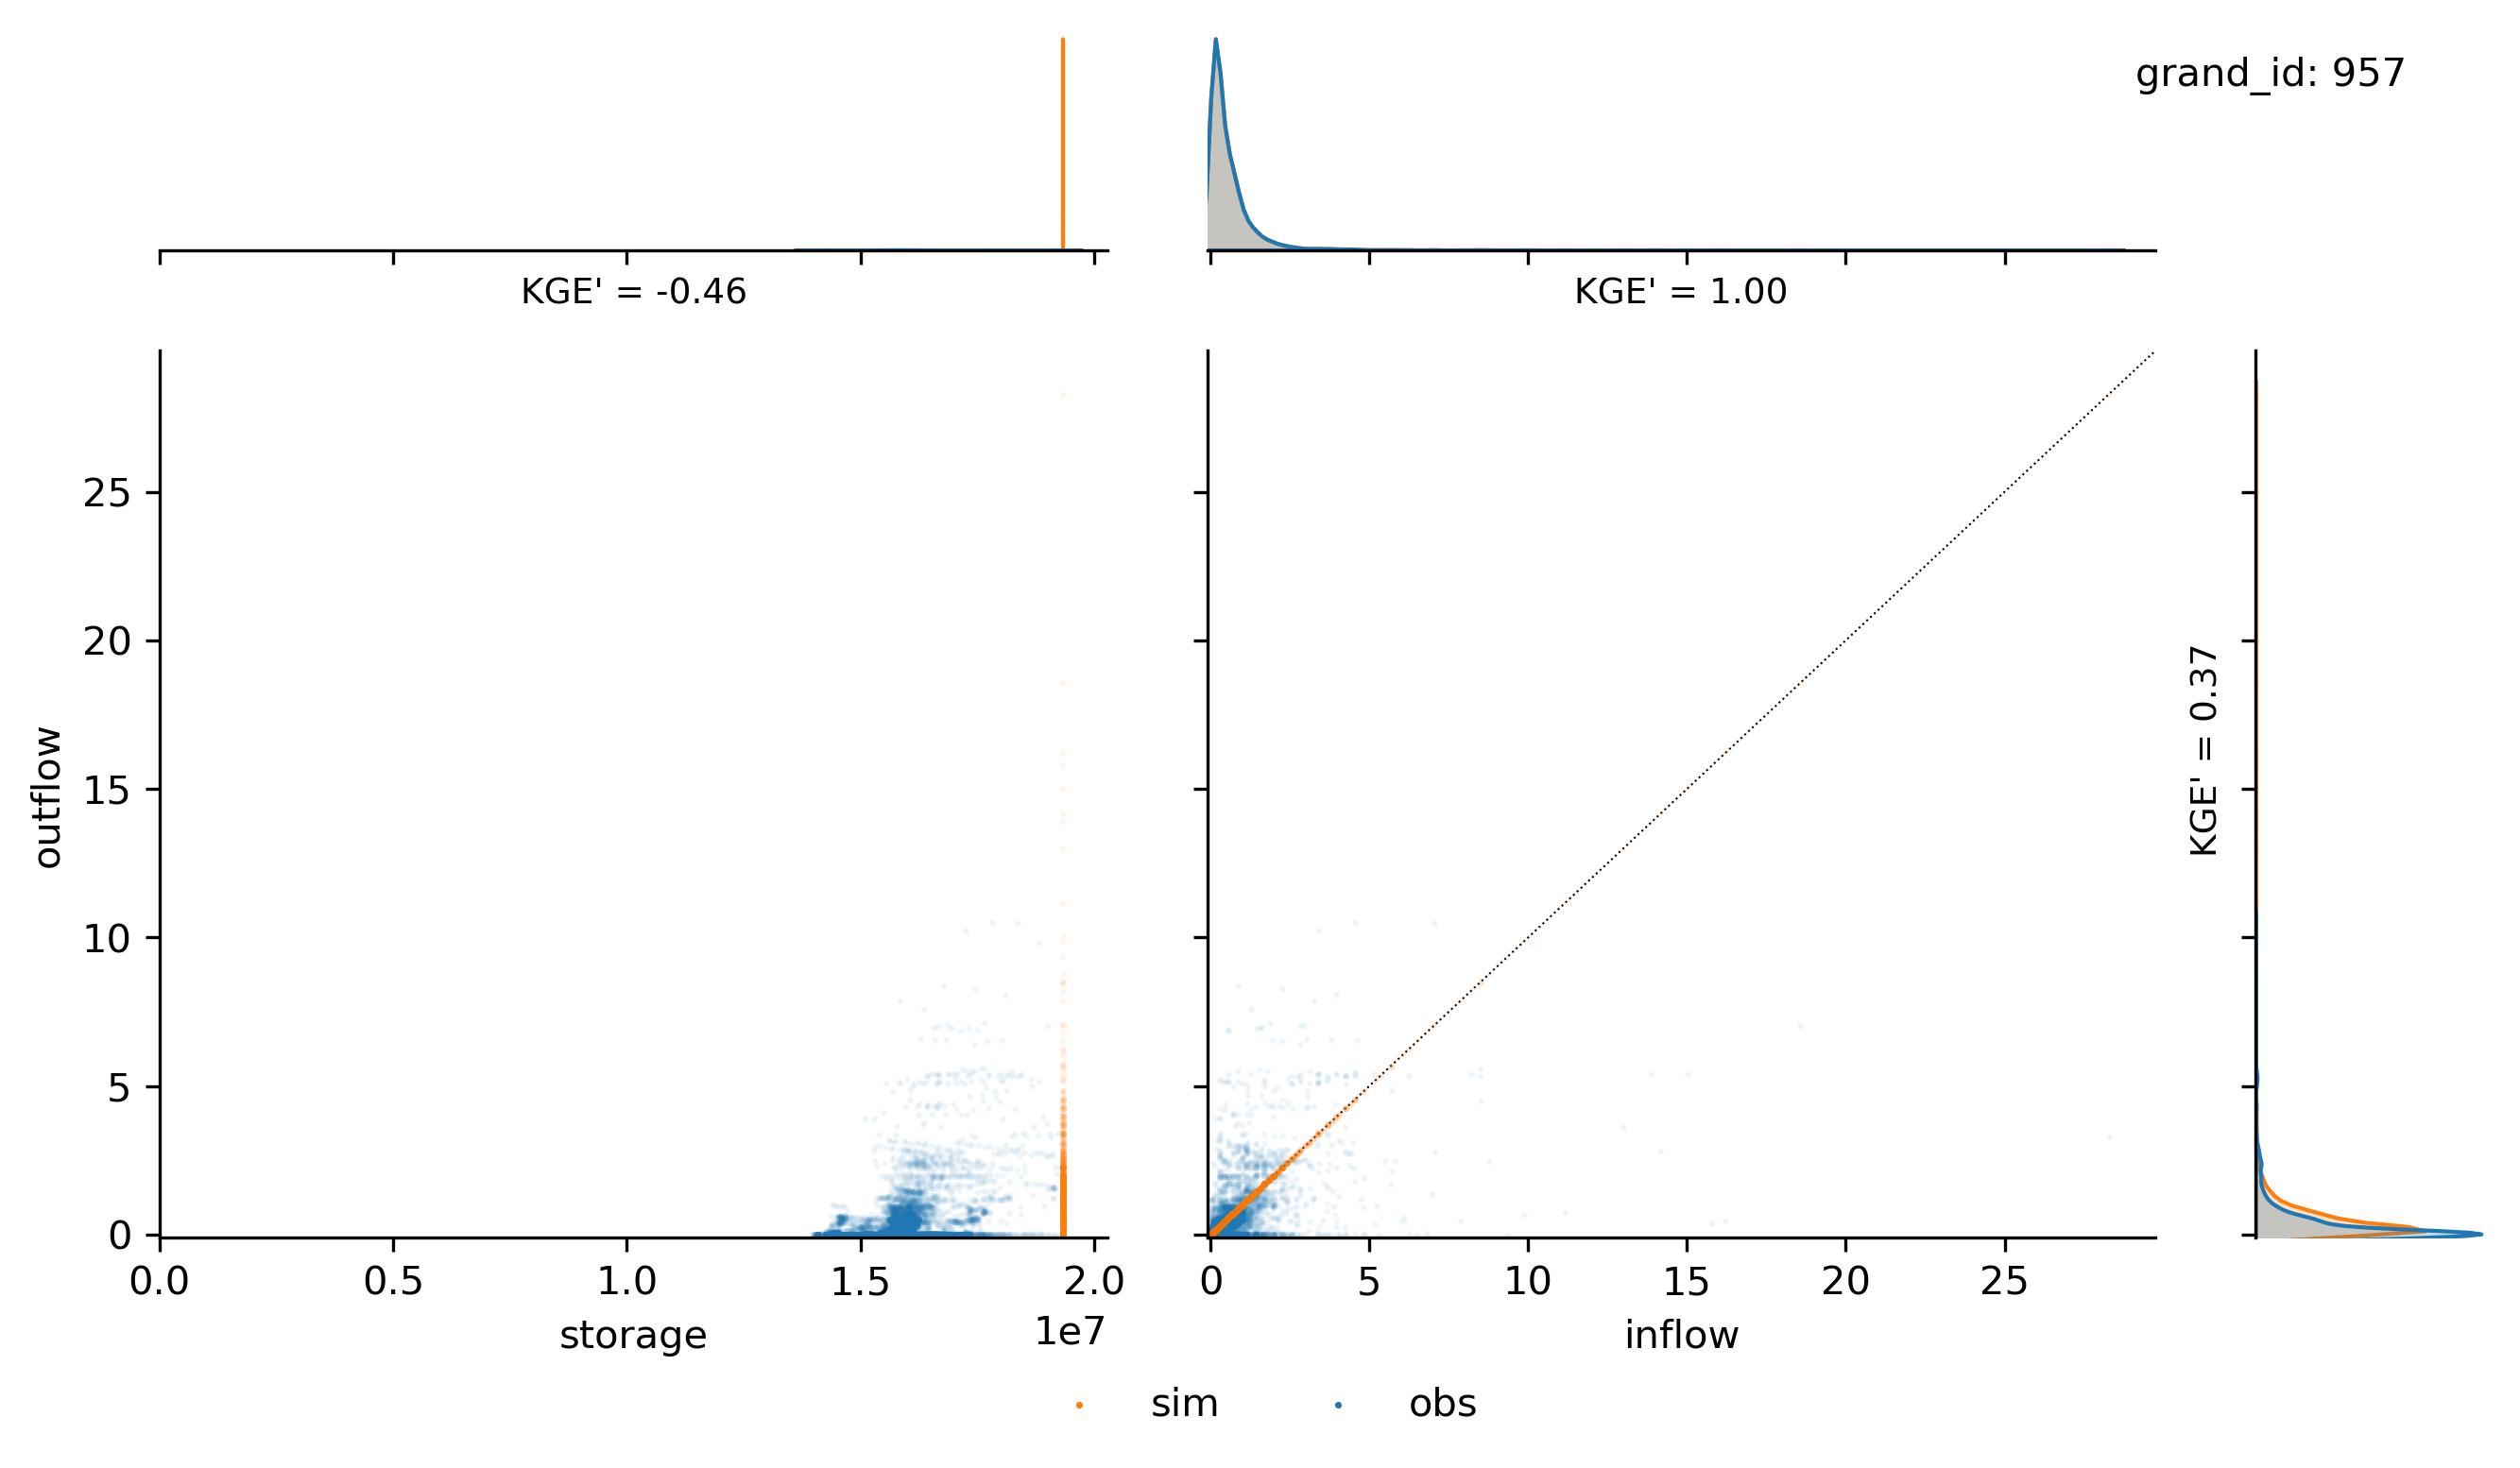 grand_id: 957
KGE' = -0.46
KGE' = 1.00
outflow
25
20
15
10
5
0
KGE' = 0.37
0.0 0.5 1.0 1.5 2.0
0 5 10 15 20 25
storage
1e7
inflow
sim obs